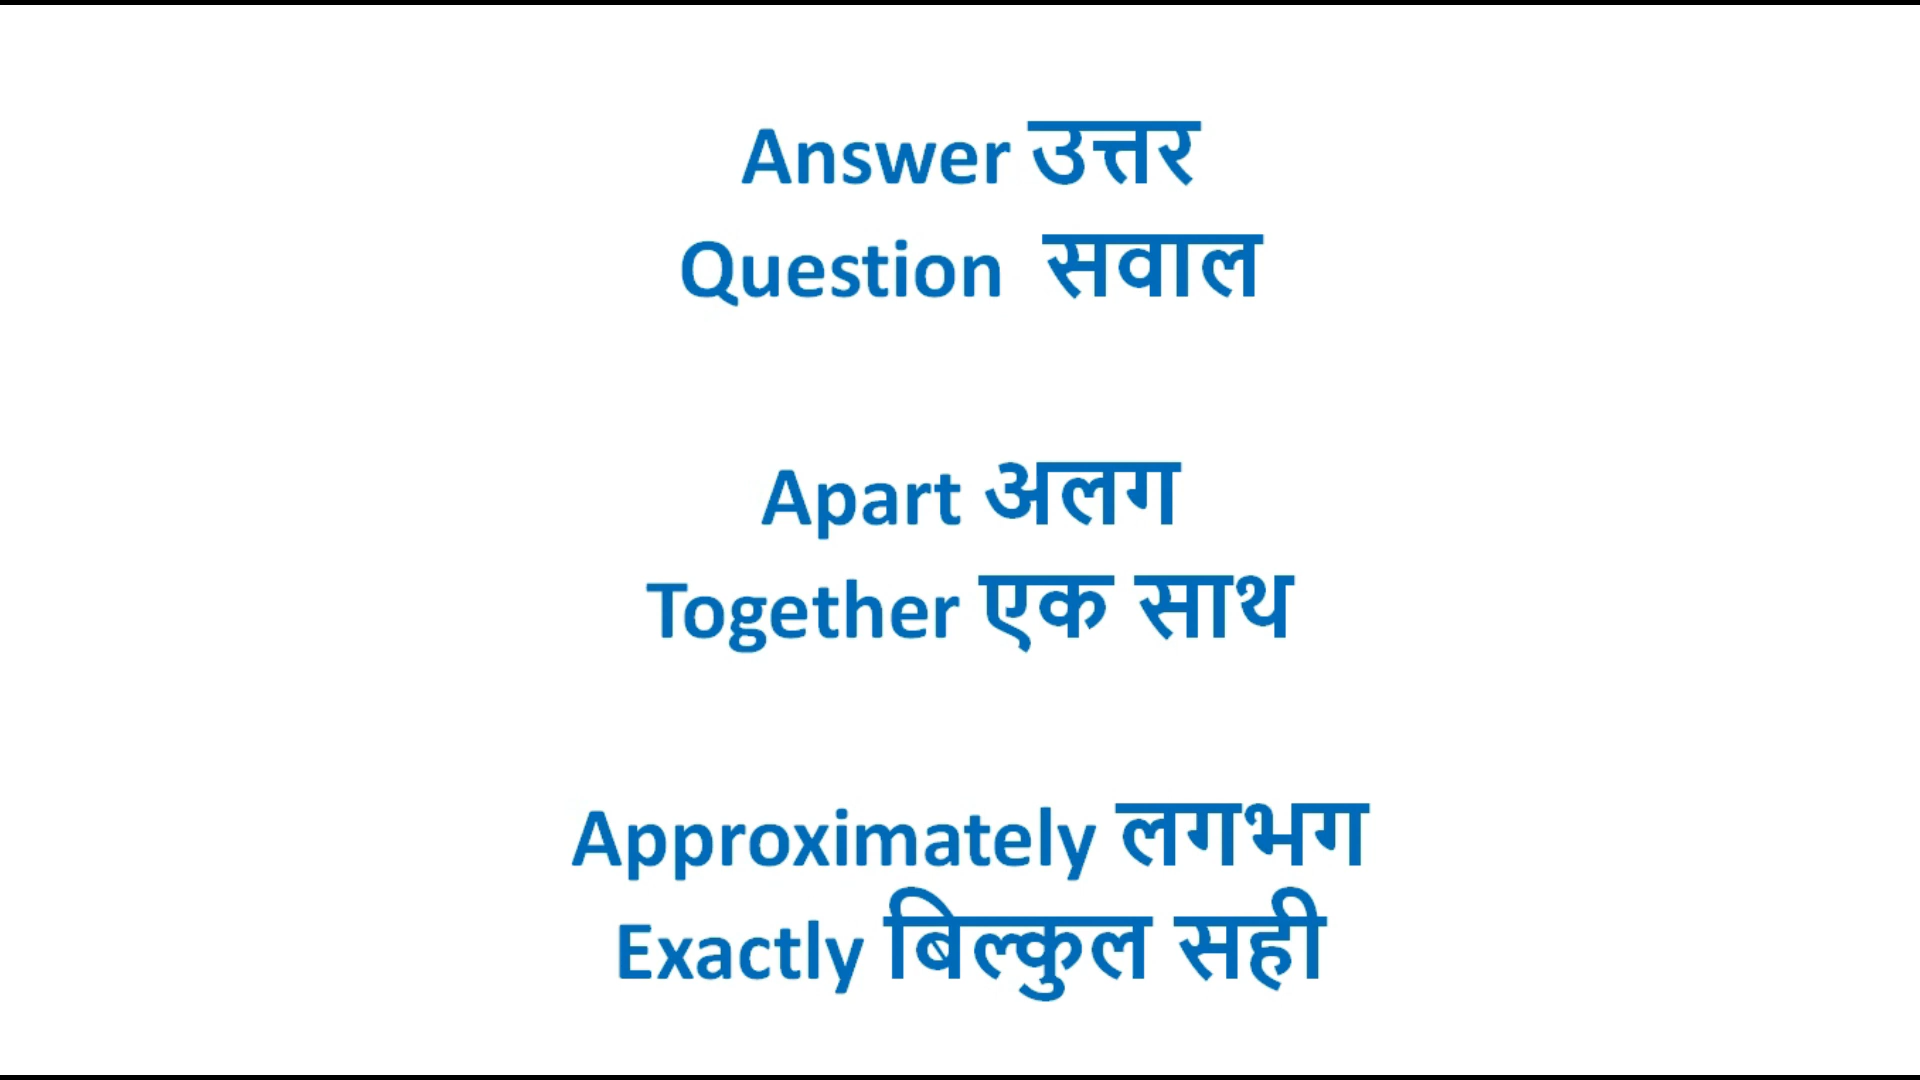 Answer उत्तर
Question सवाल
Apart अलग
Together एक साथ
Approximately लगभग
Exactly बिल्कुल सही